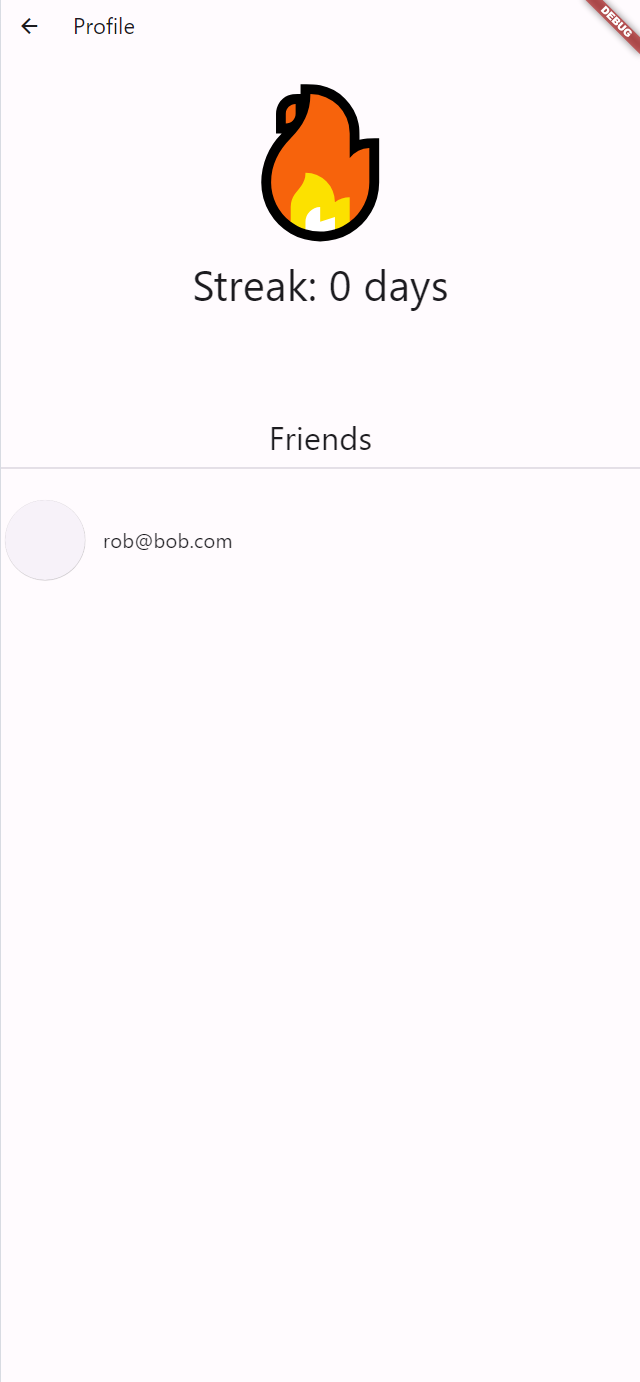 Profile
DEBUG
Streak: 0 days
Friends
rob@bob.com